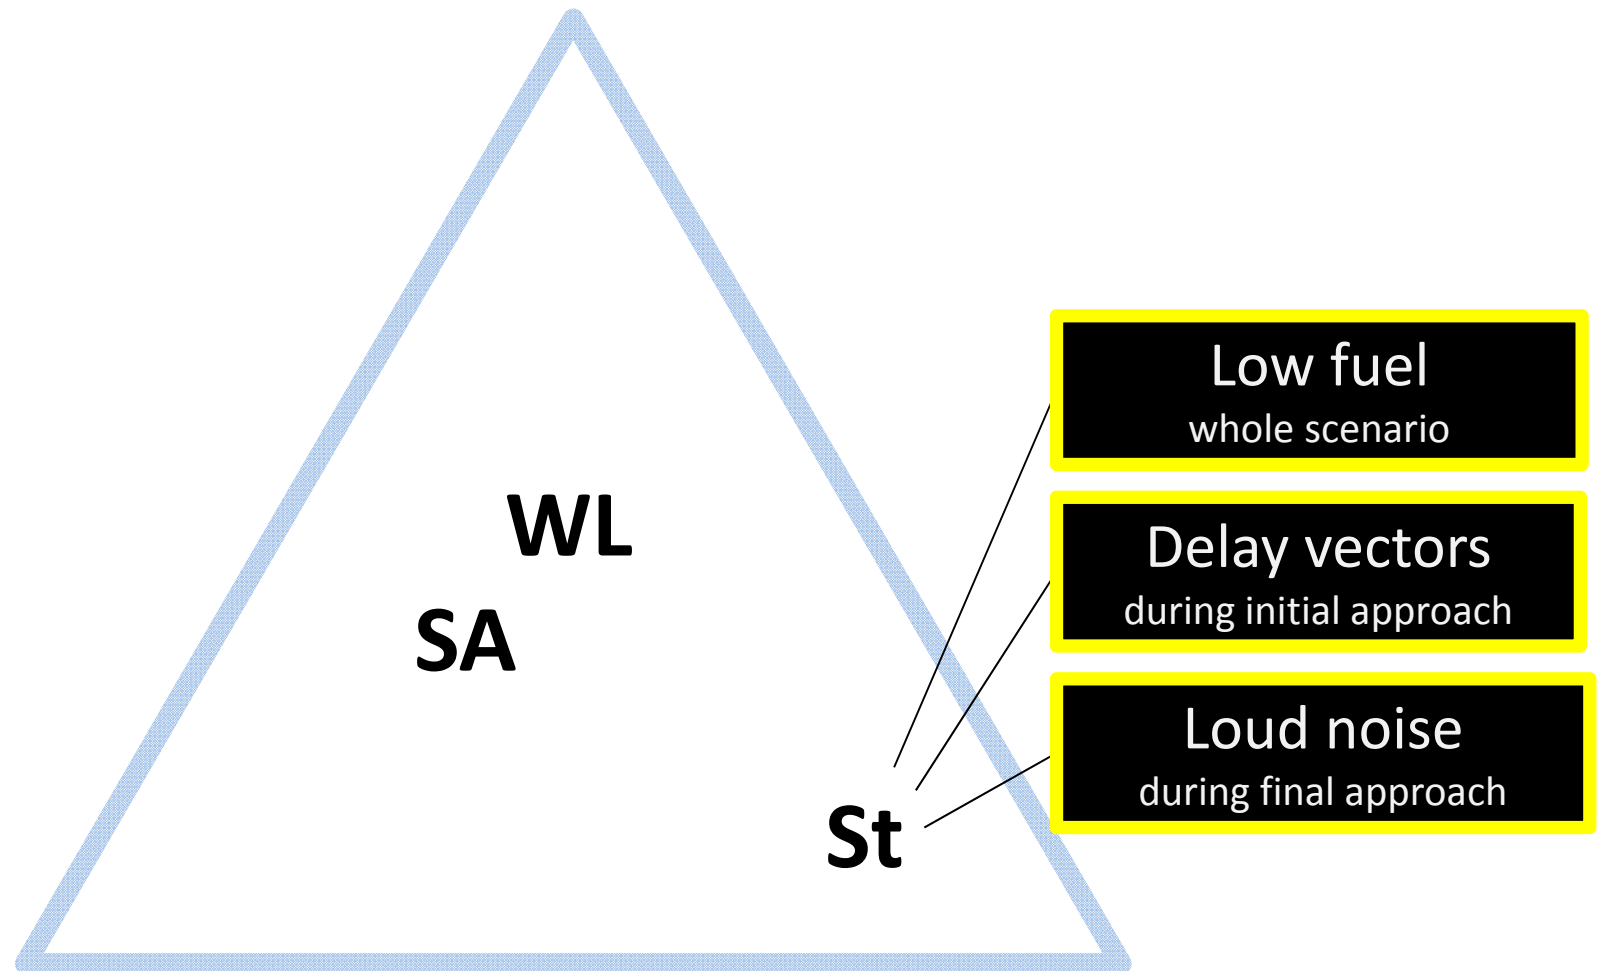 WL
SA
St
Low fuel
whole scenario
Delay vectors
during initial approach
Loud noise
during final approach